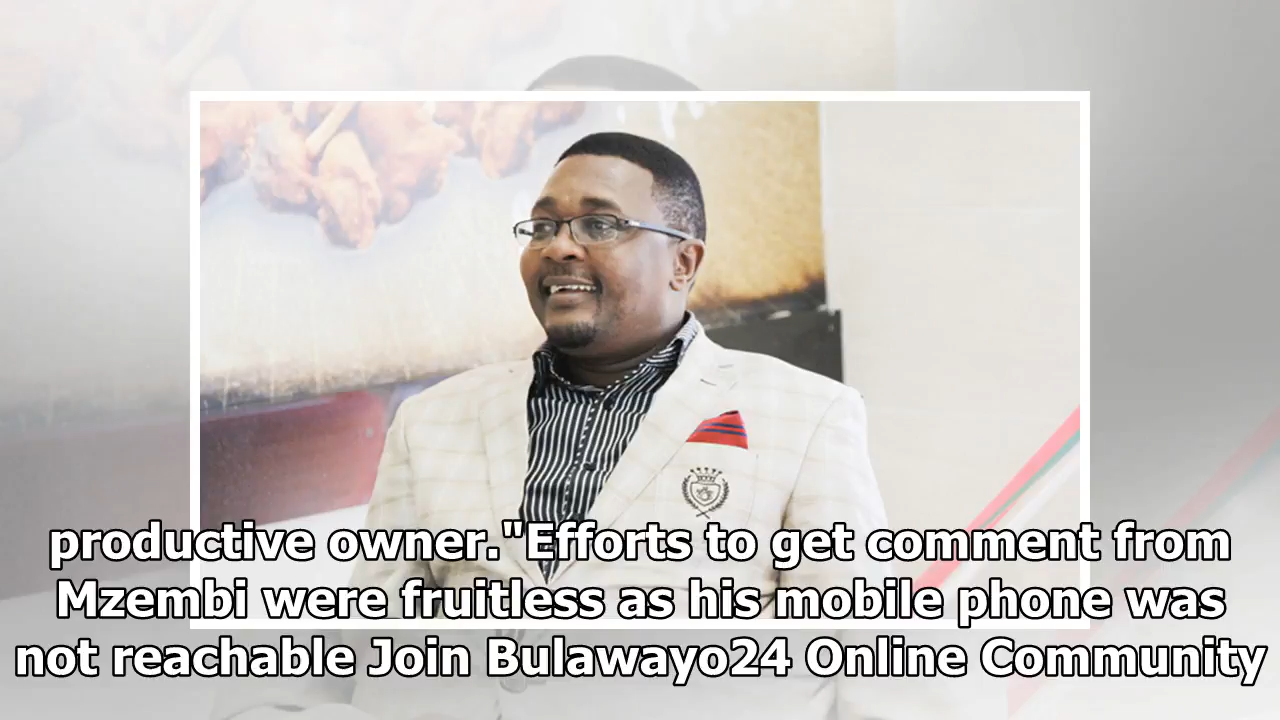 productive owner."Efforts to get comment from
Mzembi were fruitless as his mobile phone was
not reachable Join Bulawayo24 Online Community